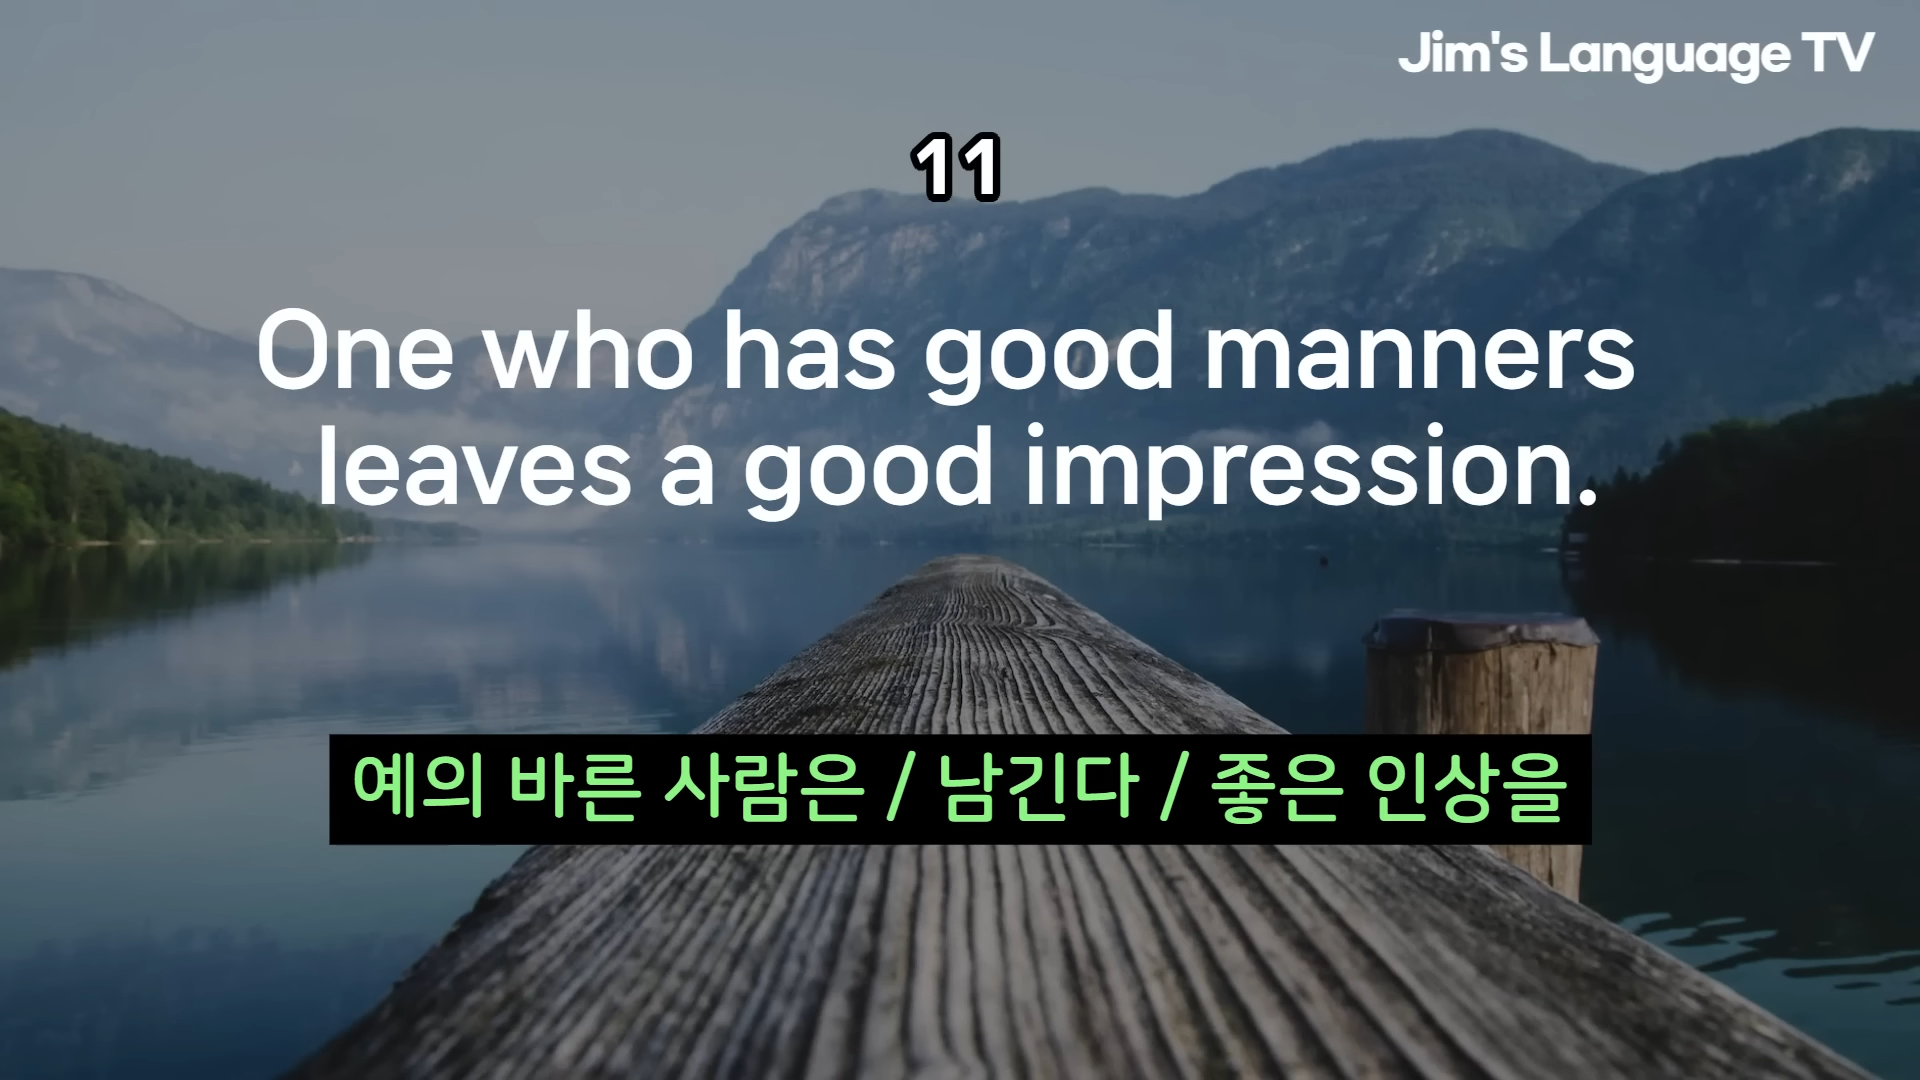 Jim's Language TV
11
One who has good manners
leaves a good impression.
예의 바른 사람은 / 남긴다 / 좋은 인상을